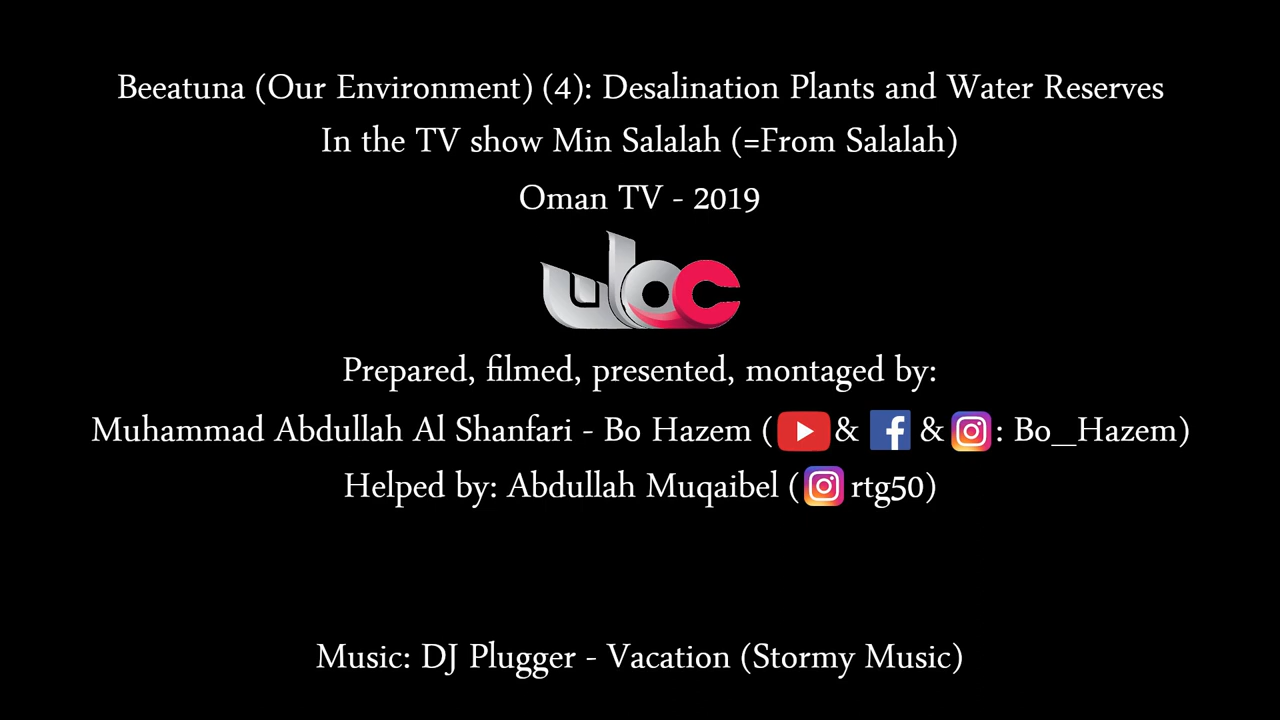 Beeatuna (Our Environment) (4): Desalination Plants and Water Reserves
In the TV show Min Salalah (=From Salalah)
Oman TV - 2019
Prepared, filmed, presented, montaged by:
Muhammad Abdullah Al Shanfari - Bo Hazem ( & & : Bo_Hazem)
Helped by: Abdullah Muqaibel ( rtg50)
Music: DJ Plugger - Vacation (Stormy Music)